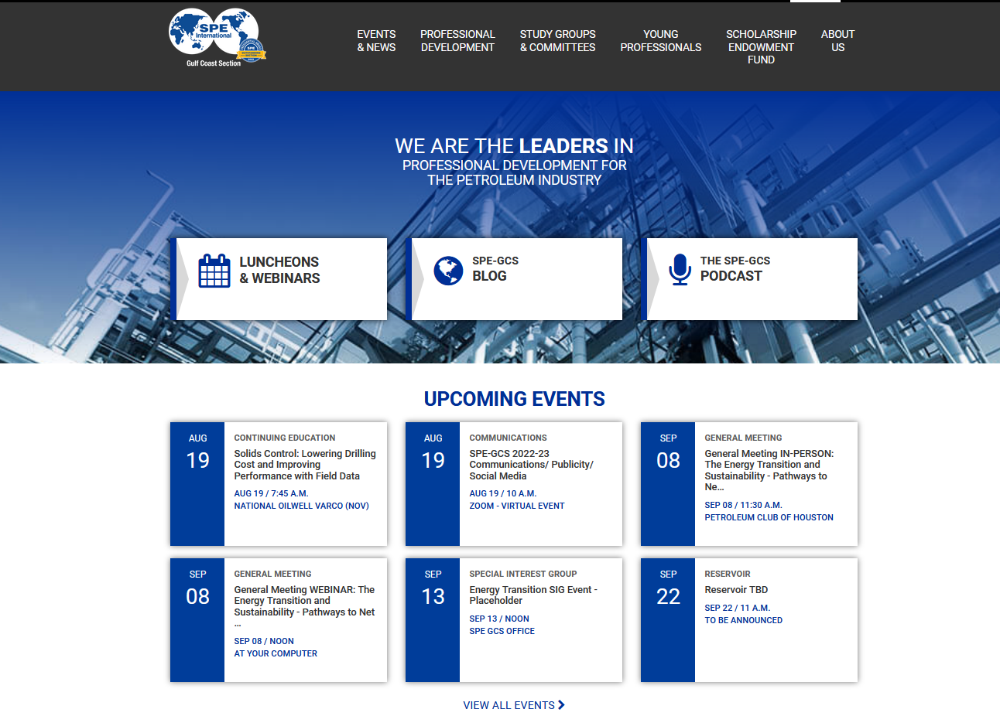 SPE
International
SPE
OUTSTANDING
SECTION
Gulf Coast Section
EVENTS
& NEWS
PROFESSIONAL
DEVELOPMENT
STUDY GROUPS
& COMMITTEES
YOUNG
PROFESSIONALS
SCHOLARSHIP
ENDOWMENT
FUND
ABOUT
US
WE ARE THE LEADERS IN
PROFESSIONAL DEVELOPMENT FOR
THE PETROLEUM INDUSTRY
LUNCHEONS
& WEBINARS
SPE-GCS
BLOG
THE SPE-GCS
PODCAST
UPCOMING EVENTS
AUG
19
CONTINUING EDUCATION
Solids Control: Lowering Drilling
Cost and Improving
Performance with Field Data
AUG 19 / 7:45 A.M.
NATIONAL OILWELL VARCO (NOV)
AUG
19
COMMUNICATIONS
SPE-GCS 2022-23
Communications/ Publicity/
Social Media
AUG 19 / 10 A.M.
ZOOM - VIRTUAL EVENT
SEP
08
GENERAL MEETING
General Meeting IN-PERSON:
The Energy Transition and
Sustainability - Pathways to
Ne...
SEP 08 / 11:30 A.M.
PETROLEUM CLUB OF HOUSTON
SEP
08
GENERAL MEETING
General Meeting WEBINAR: The
Energy Transition and
Sustainability - Pathways to Net
...
SEP 08 / NOON
AT YOUR COMPUTER
SEP
13
SPECIAL INTEREST GROUP
Energy Transition SIG Event -
Placeholder
SEP 13 / NOON
SPE GCS OFFICE
SEP
22
RESERVOIR
Reservoir TBD
SEP 22 / 11 A.M.
TO BE ANNOUNCED
VIEW ALL EVENTS